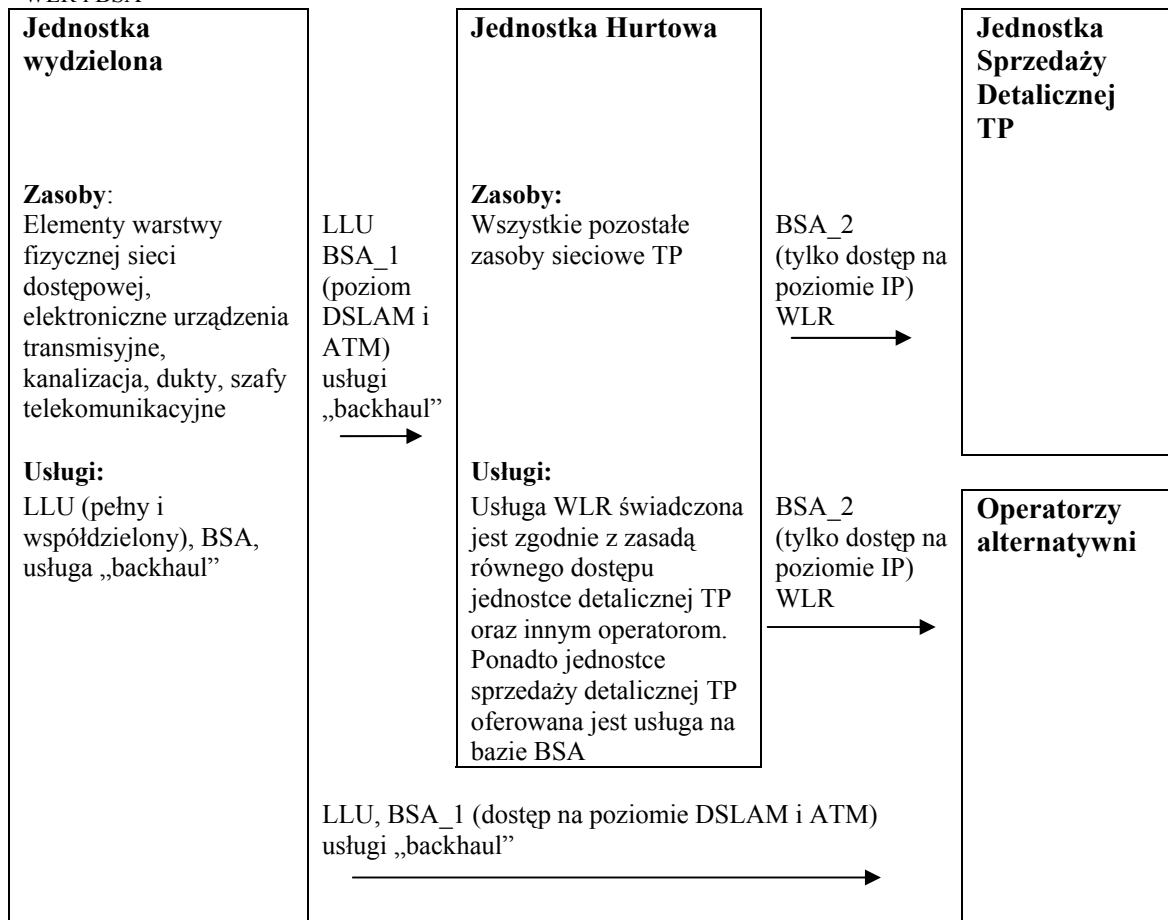 WLR i BSA
Jednostka
wydzielona
Zasoby:
Elementy warstwy
fizycznej sieci
dostępowej,
elektroniczne urządzenia
transmisyjne,
kanalizacja, dukty, szafy
telekomunikacyjne
Usługi:
LLU (pełny i
współdzielony), BSA,
usługa „backhaul”
LLU
BSA_1
(poziom
DSLAM i
ATM)
usługi
„backhaul”
Jednostka Hurtowa
Zasoby:
Wszystkie pozostałe
zasoby sieciowe TP
Usługi:
Usługa WLR świadczona
jest zgodnie z zasadą
równego dostępu
jednostce detalicznej TP
oraz innym operatorom.
Ponadto jednostce
sprzedaży detalicznej TP
oferowana jest usługa na
bazie BSA
BSA_2
(tylko dostęp na
poziomie IP)
WLR
Jednostka
Sprzedaży
Detalicznej
TP
BSA_2
(tylko dostęp na
poziomie IP)
WLR
Operatorzy
alternatywni
LLU, BSA_1 (dostęp na poziomie DSLAM i ATM)
usługi „backhaul”